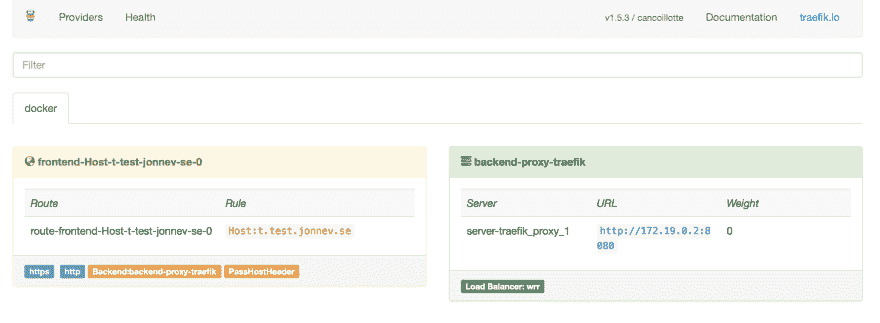 Providers Health v1.5.3 / cancoillotte Documentation traefik.io
Filter
docker
frontend-Host-t-test-jonnev-se-0
Route Rule
route-frontend-Host-t-test-jonnev-se-0 Host:t.test.jonnev.se
https http Backend:backend-proxy-traefik PassHostHeader
backend-proxy-traefik
Server URL Weight
server-traefik_proxy_1 http://172.19.0.2:8 0
080
Load Balancer: wrr